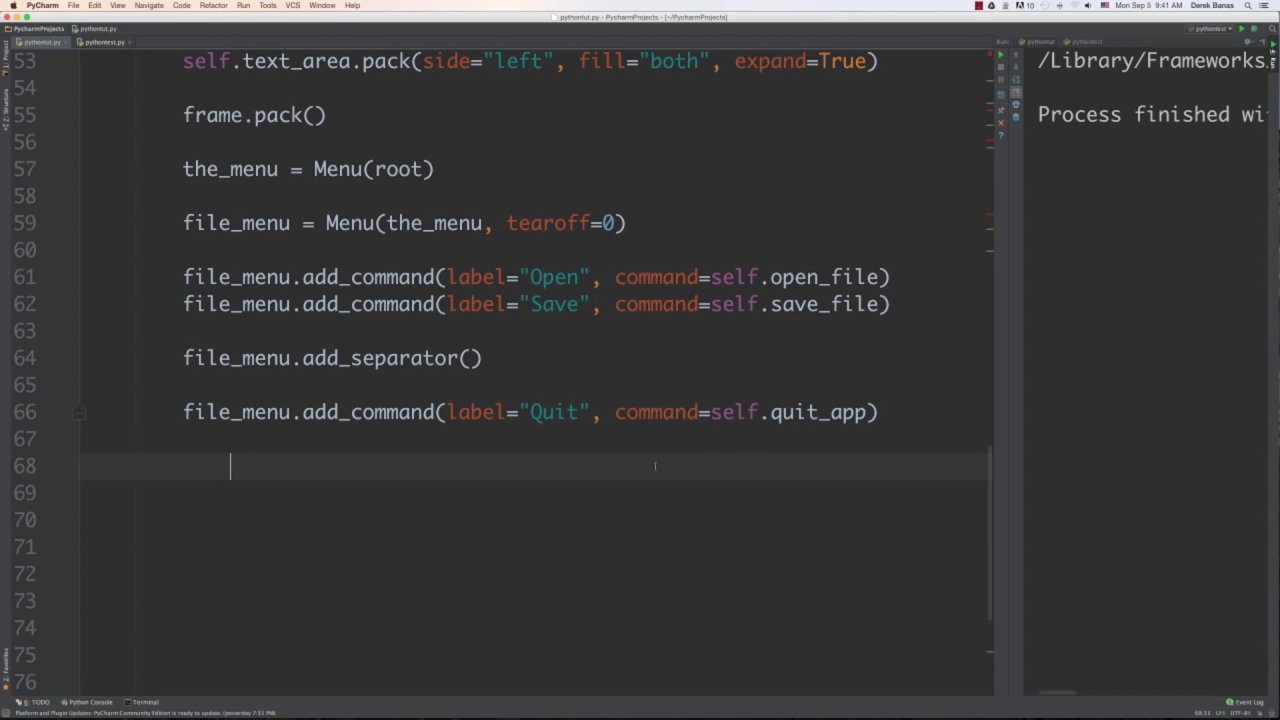 PyCharm File Edit View Navigate Code Refactor Run Tools VCS Window Help
10 Mon Sep 5 9:41 AM Derek Banas
pythontut.py - PycharmProjects - [~/PycharmProjects]
PycharmProjects pythontut.py
pythontest
pythontut.py pythontest.py
Run: pythontut pythontest
1: Project
Z: Structure
2: Favorites
53 self.text_area.pack(side="left", fill="both", expand=True)
54
55 frame.pack()
56
57 the_menu = Menu(root)
58
59 file_menu = Menu(the_menu, tearoff=0)
60
61 file_menu.add_command(label="Open", command=self.open_file)
62 file_menu.add_command(label="Save", command=self.save_file)
63
64 file_menu.add_separator()
65
66 file_menu.add_command(label="Quit", command=self.quit_app)
67
68
69
70
71
72
73
74
75
76
/Library/Frameworks
Process finished wi
6: TODO Python Console Terminal
Event Log
Platform and Plugin Updates: PyCharm Community Edition is ready to update. (yesterday 7:51 PM)
68:13 LF÷ UTF-8÷